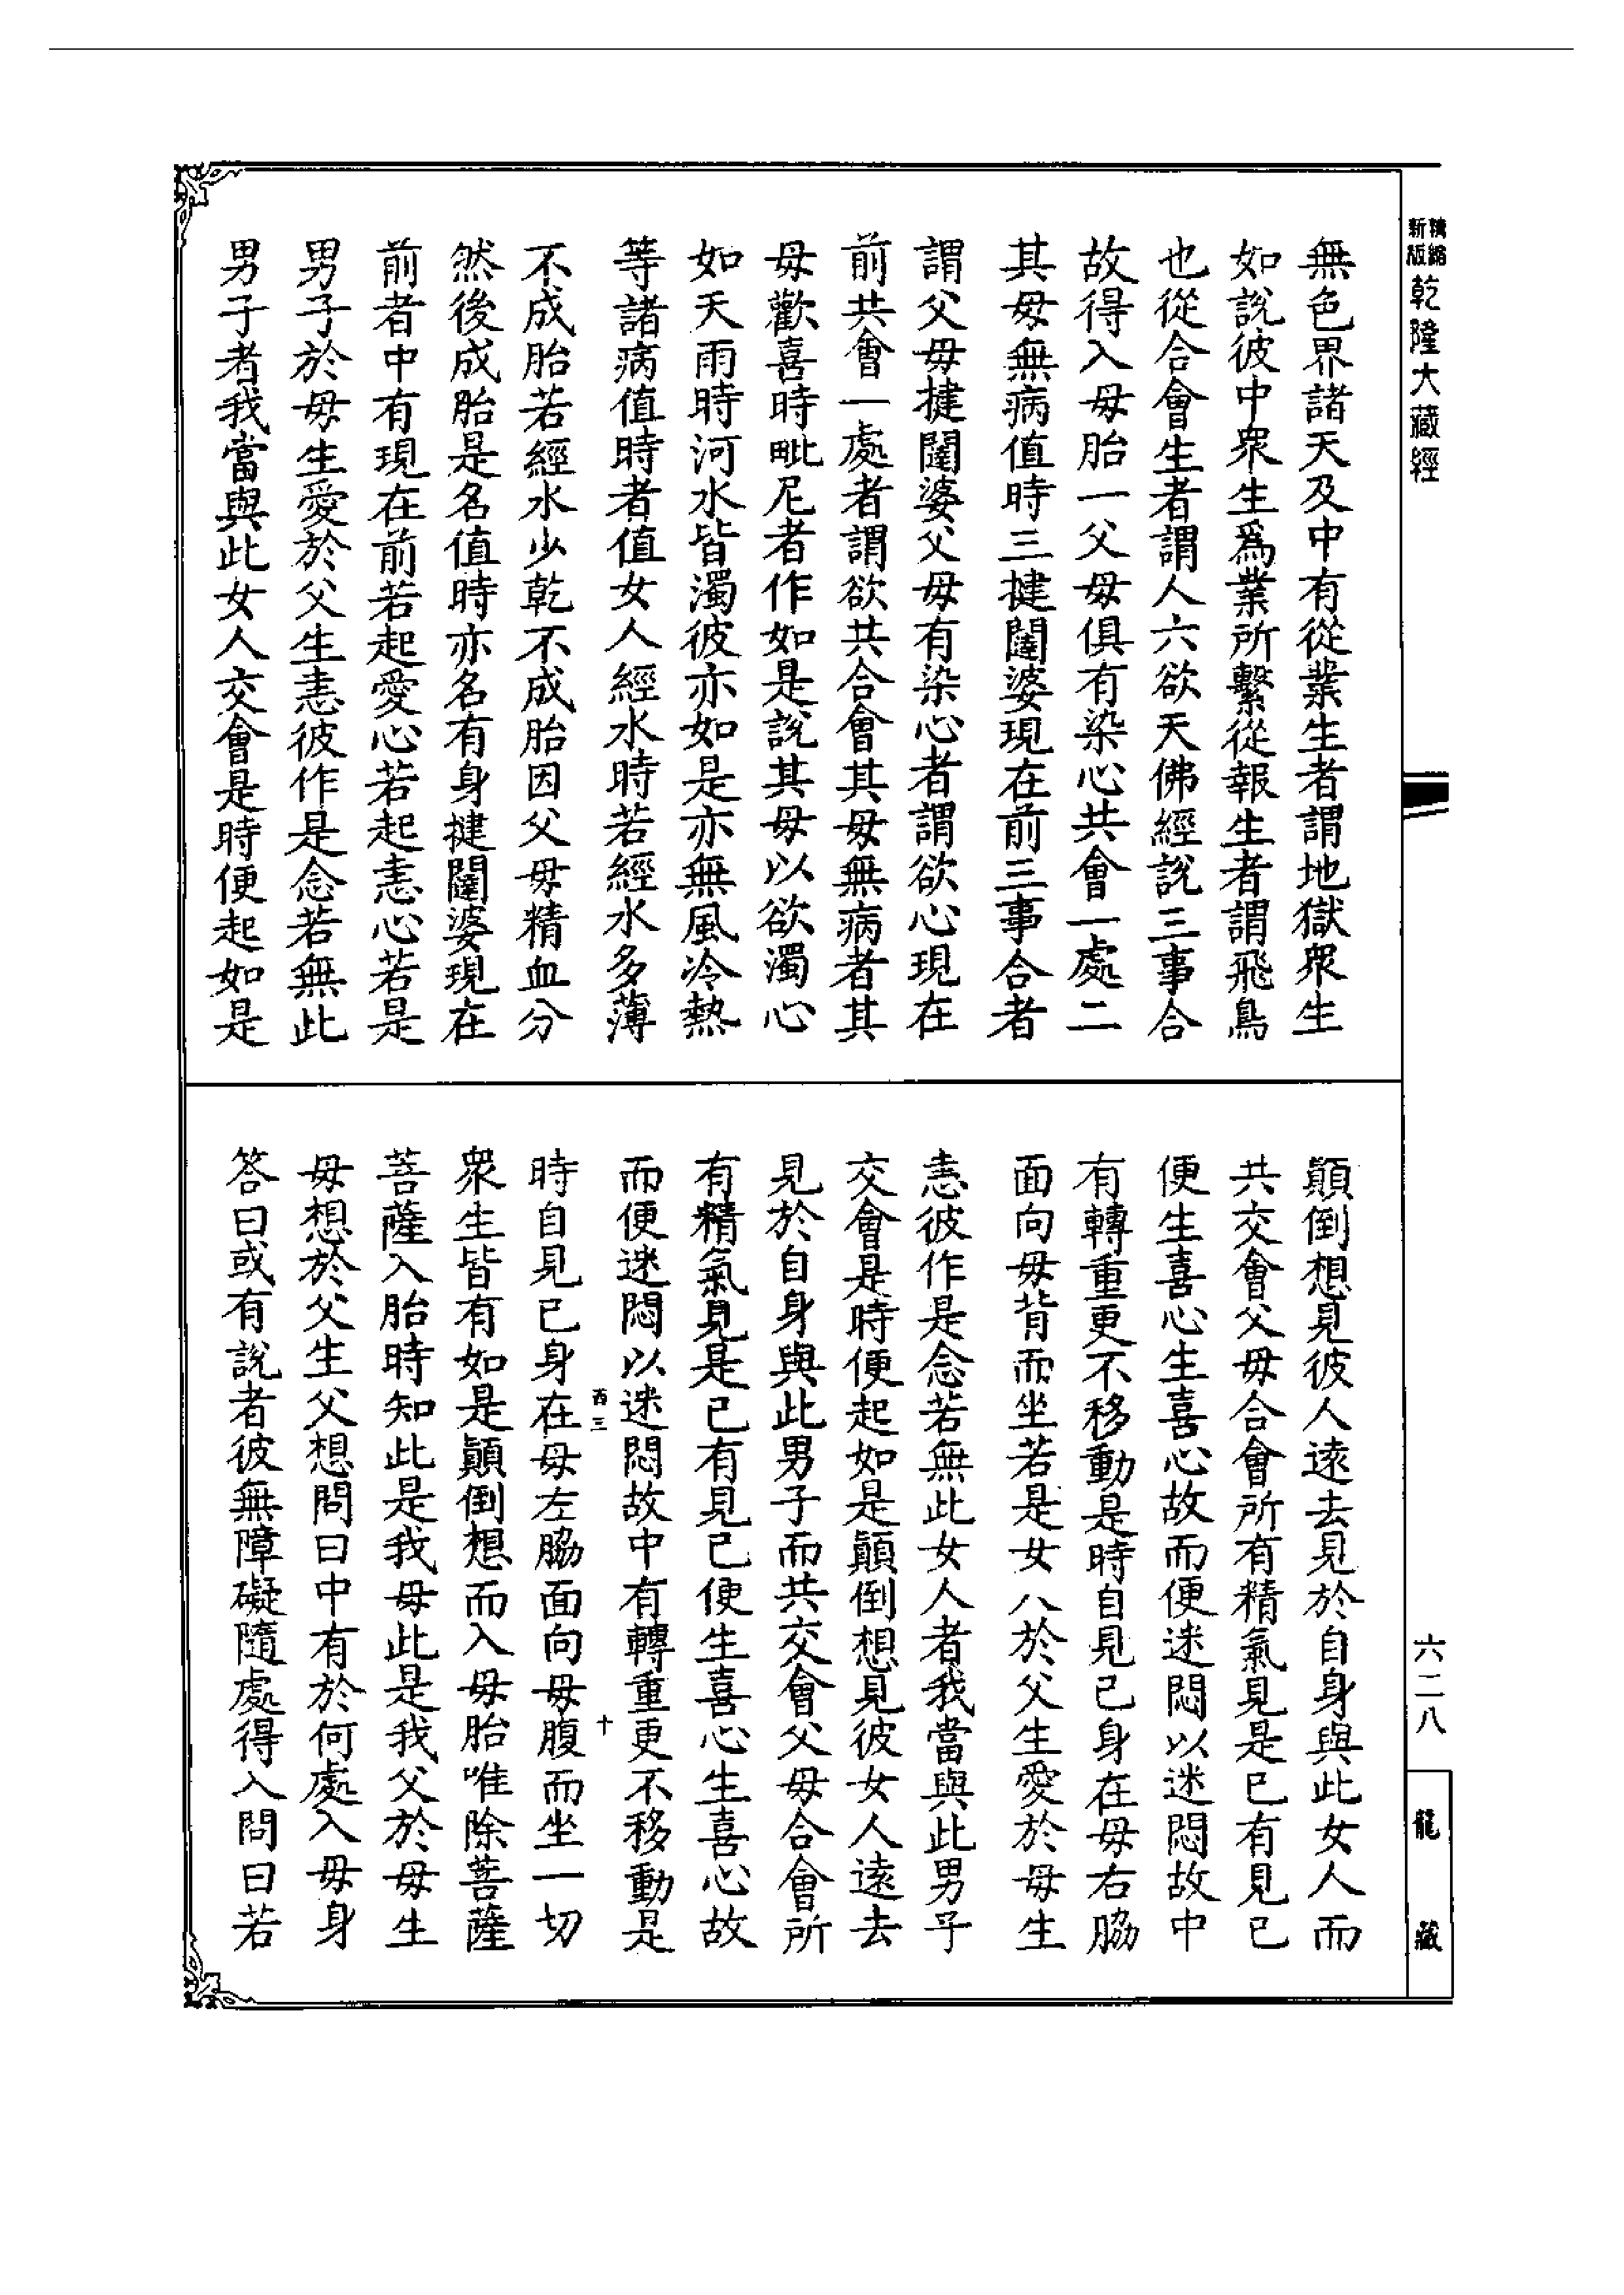 新版精縮乾隆大藏經
無色界諸天及中有從業生者謂地獄衆生
如說彼中衆生爲業所繫從報生者謂飛鳥
也從合會生者謂人六欲天佛經說三事合
故得入母胎一父母俱有染心共會一處二
其母無病值時三揵闥婆現在前三事合者
謂父母揵闥婆父母有染心者謂欲心現在
前共會一處者謂欲共合會其母無病者其
母歡喜時毗尼者作如是說其母以欲濁心
如天雨時河水皆濁彼亦如是亦無風冷熱
等諸病值時者值女人經水時若經水多薄
不成胎若經水少乾不成胎因父母精血分
然後成胎是名值時亦名有身揵闥婆現在
前者中有現在前若起愛心若起恚心若是
男子於母生愛於父生恚彼作是念若無此
男子者我當與此女人交會是時便起如是
顛倒想見彼人遠去見於自身與此女人而
共交會父母合會所有精氣見是已有見已
便生喜心生喜心故而便迷悶以迷悶故中
有轉重更不移動是時自見已身在母右脇
面向母背而坐若是女人於父生愛於母生
恚彼作是念若無此女人者我當與此男子
交會是時便起如是顛倒想見彼女人遠去
見於自身與此男子而共交會父母合會所
有精氣見是已有見已便生喜心生喜心故
而便迷悶以迷悶故中有轉重更不移動是
酉三
十
時自見已身在母左脇面向母腹而坐一切
衆生皆有如是顛倒想而入母胎唯除菩薩
菩薩入胎時知此是我母此是我父於母生
母想於父生父想問曰中有於何處入母身
答曰或有說者彼無障礙隨處得入問曰若
六二八
龍藏